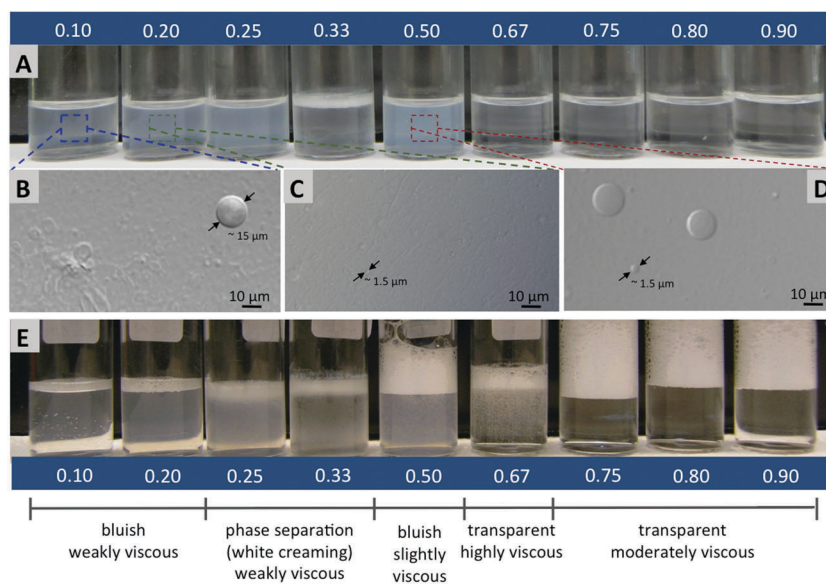 0.10 0.20 0.25 0.33 0.50 0.67 0.75 0.80 0.90
A
B
~ 15 µm
10 µm
C
~ 1.5 µm
10 µm
D
~ 1.5 µm
10 µm
E
0.10 0.20 0.25 0.33 0.50 0.67 0.75 0.80 0.90
bluish
weakly viscous
phase separation
(white creaming)
weakly viscous
bluish
slightly
viscous
transparent
highly viscous
transparent
moderately viscous